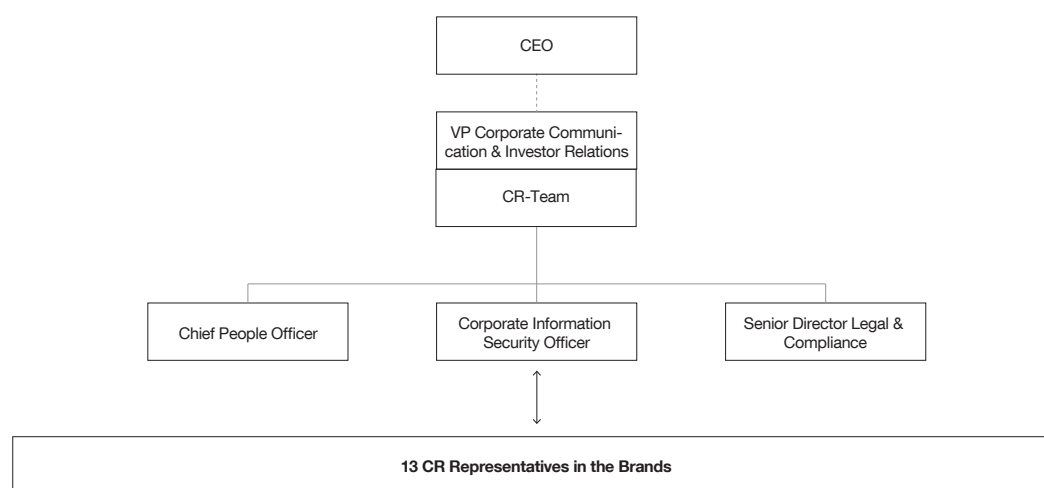 CEO
VP Corporate Communi-
cation & Investor Relations
CR-Team
Chief People Officer
Corporate Information
Security Officer
Senior Director Legal &
Compliance
13 CR Representatives in the Brands